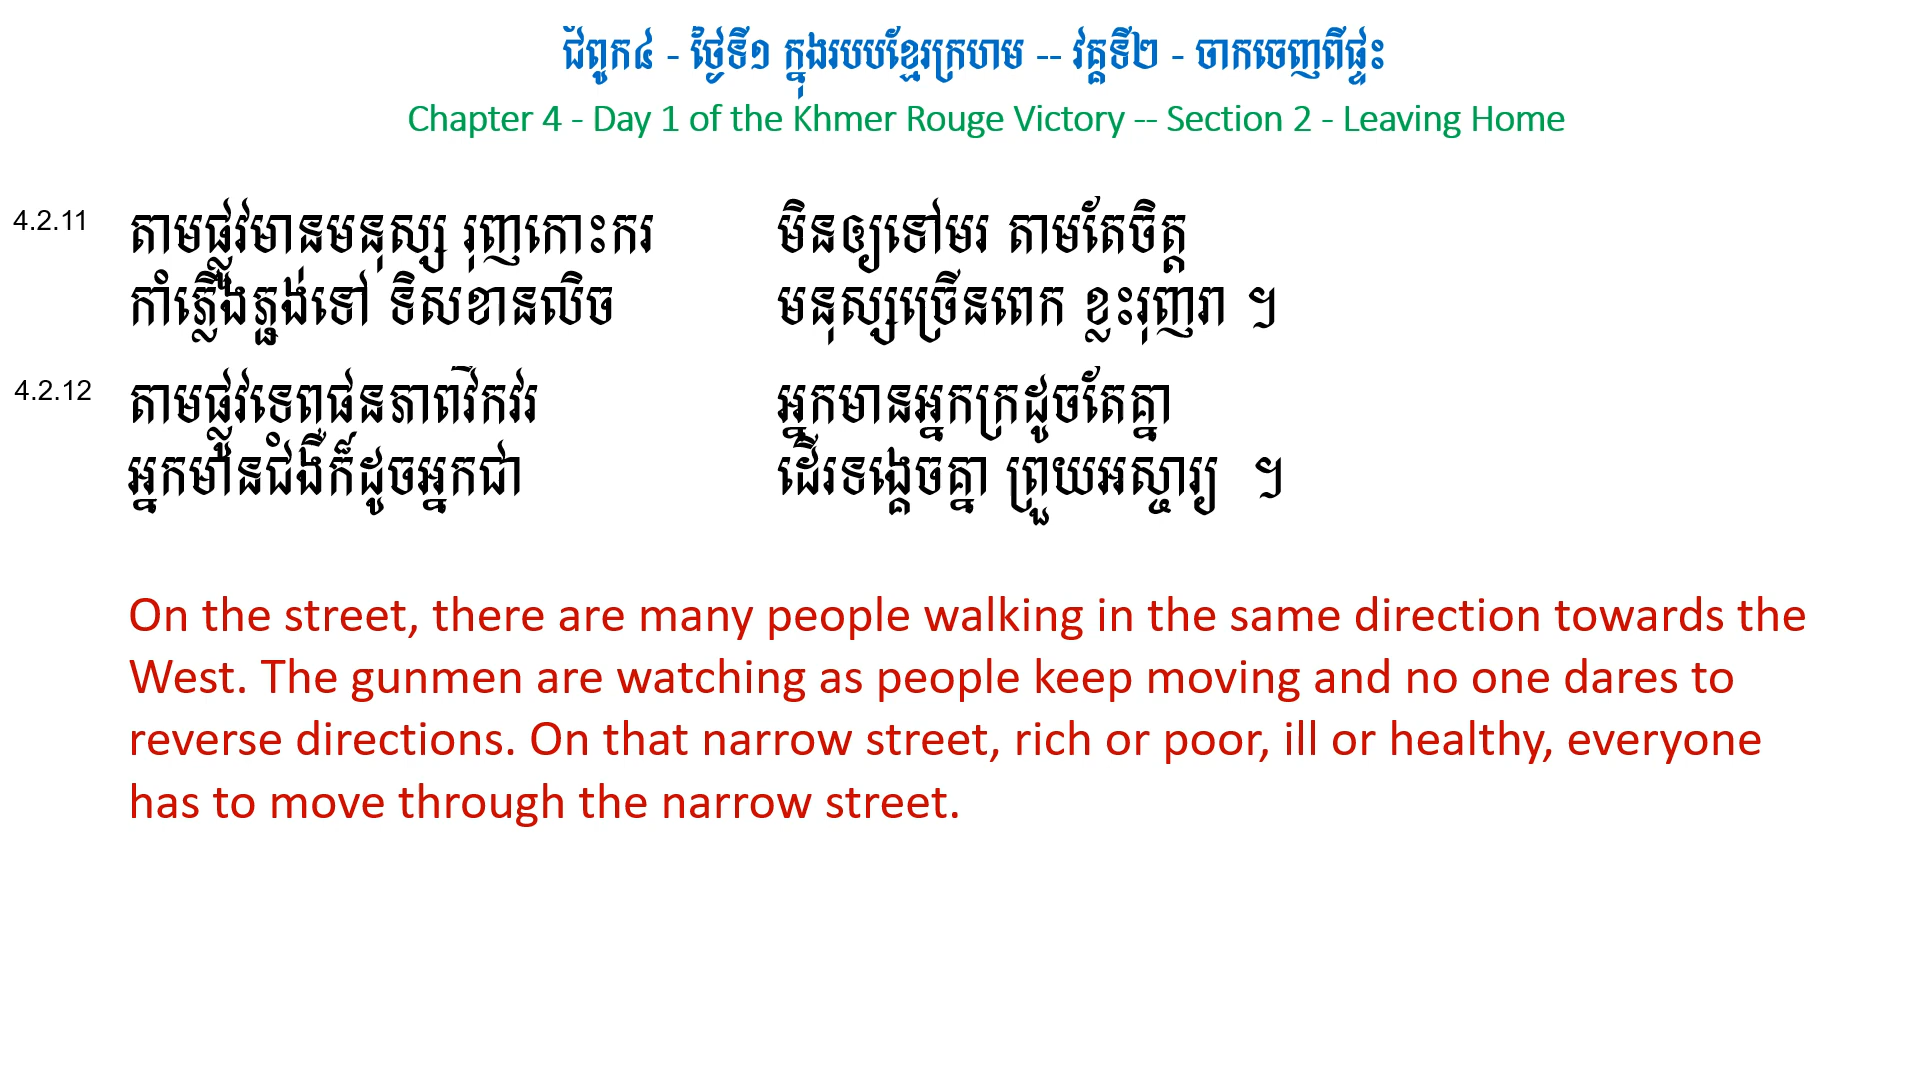 ជំពូក៤ - ថ្ងៃទី១ ក្នុងរបបខ្មែរក្រហម -- វគ្គទី២ - ចាកចេញពីផ្ទះ
Chapter 4 - Day 1 of the Khmer Rouge Victory -- Section 2 - Leaving Home
4.2.11 តាមផ្លូវមានមនុស្ស រុញកោះករ មិនឲ្យទៅមរ តាមតែចិត្ត
កាំភ្លើងភ្ជង់ទៅ ទិសខានលិច មនុស្សច្រើនពេក ខ្លះរុញរា ។
4.2.12 តាមផ្លូវទេពផនភាពវឹកវរ អ្នកមានអ្នកក្រដូចតែគ្នា
អ្នកមានជំងឺក៏ដូចអ្នកជា ដើរទង្គេចគ្នា ព្រួយអស្ចារ្យ ។
On the street, there are many people walking in the same direction towards the
West. The gunmen are watching as people keep moving and no one dares to
reverse directions. On that narrow street, rich or poor, ill or healthy, everyone
has to move through the narrow street.